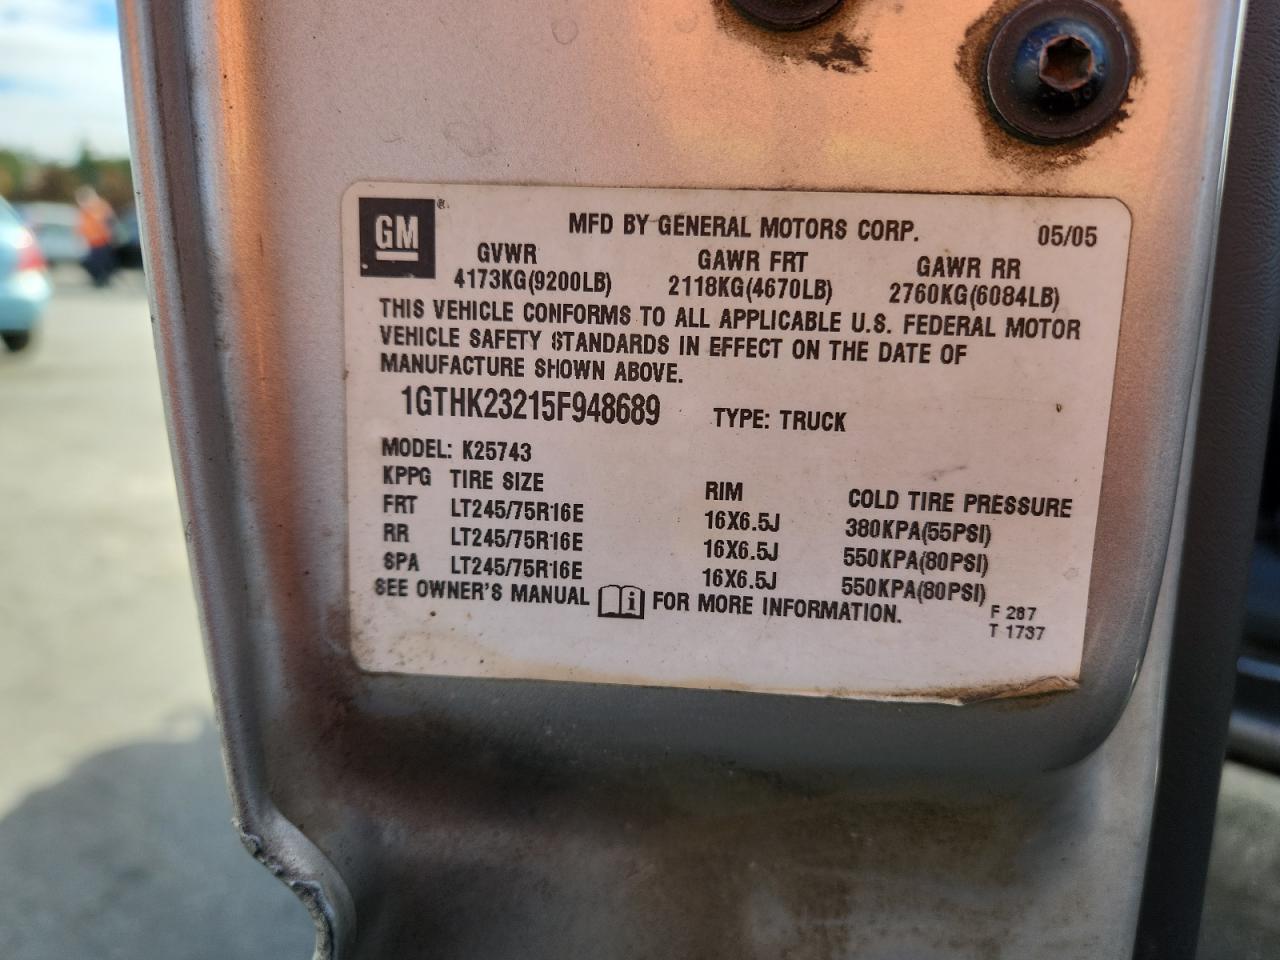 GM ®
MFD BY GENERAL MOTORS CORP. 05/05
GVWR GAWR FRT GAWR RR
4173KG(9200LB) 2118KG(4670LB) 2760KG(6084LB)
THIS VEHICLE CONFORMS TO ALL APPLICABLE U.S. FEDERAL MOTOR
VEHICLE SAFETY STANDARDS IN EFFECT ON THE DATE OF
MANUFACTURE SHOWN ABOVE.
1GTHK23215F948689 TYPE: TRUCK
MODEL: K25743
KPPG TIRE SIZE RIM COLD TIRE PRESSURE
FRT LT245/75R16E 16X6.5J 380KPA(55PSI)
RR LT245/75R16E 16X6.5J 550KPA(80PSI)
SPA LT245/75R16E 16X6.5J 550KPA(80PSI)
SEE OWNER'S MANUAL i FOR MORE INFORMATION.
F 287
T 1737